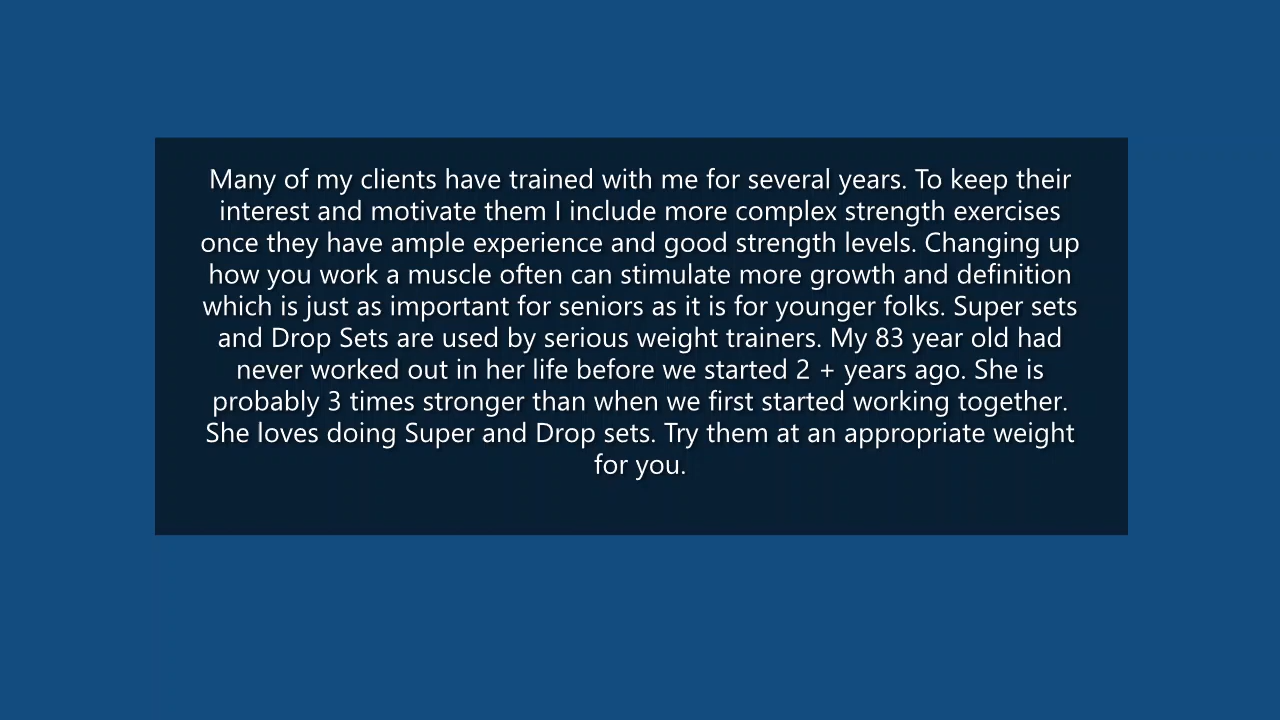 Many of my clients have trained with me for several years. To keep their
interest and motivate them I include more complex strength exercises
once they have ample experience and good strength levels. Changing up
how you work a muscle often can stimulate more growth and definition
which is just as important for seniors as it is for younger folks. Super sets
and Drop Sets are used by serious weight trainers. My 83 year old had
never worked out in her life before we started 2 + years ago. She is
probably 3 times stronger than when we first started working together.
She loves doing Super and Drop sets. Try them at an appropriate weight
for you.